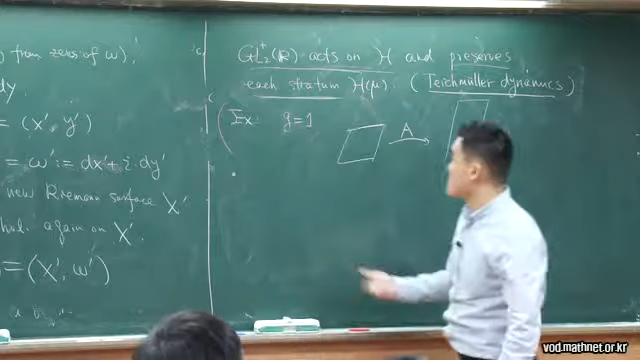 from zeros of ω).
dy.
= (x', y')
= ω' := dx' + i dy'
new Riemann surface X'
again on X'.
= (X', ω')
GL₂⁺(ℝ) acts on H and preserves
each stratum H(μ). (Teichmüller dynamics)
Ex: g=1
A
vod.mathnet.or.kr